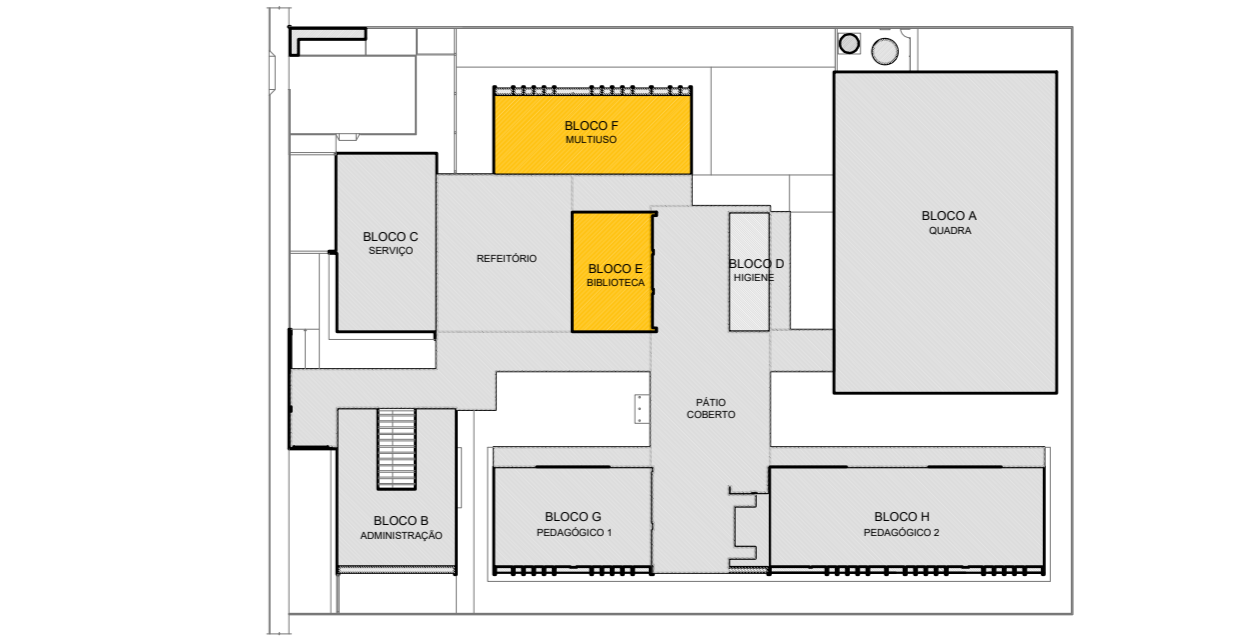 BLOCO F
MULTIUSO
BLOCO A
QUADRA
BLOCO C
SERVIÇO
REFEITÓRIO
BLOCO E
BIBLIOTECA
BLOCO D
HIGIENE
PÁTIO
COBERTO
BLOCO B
ADMINISTRAÇÃO
BLOCO G
PEDAGÓGICO 1
BLOCO H
PEDAGÓGICO 2